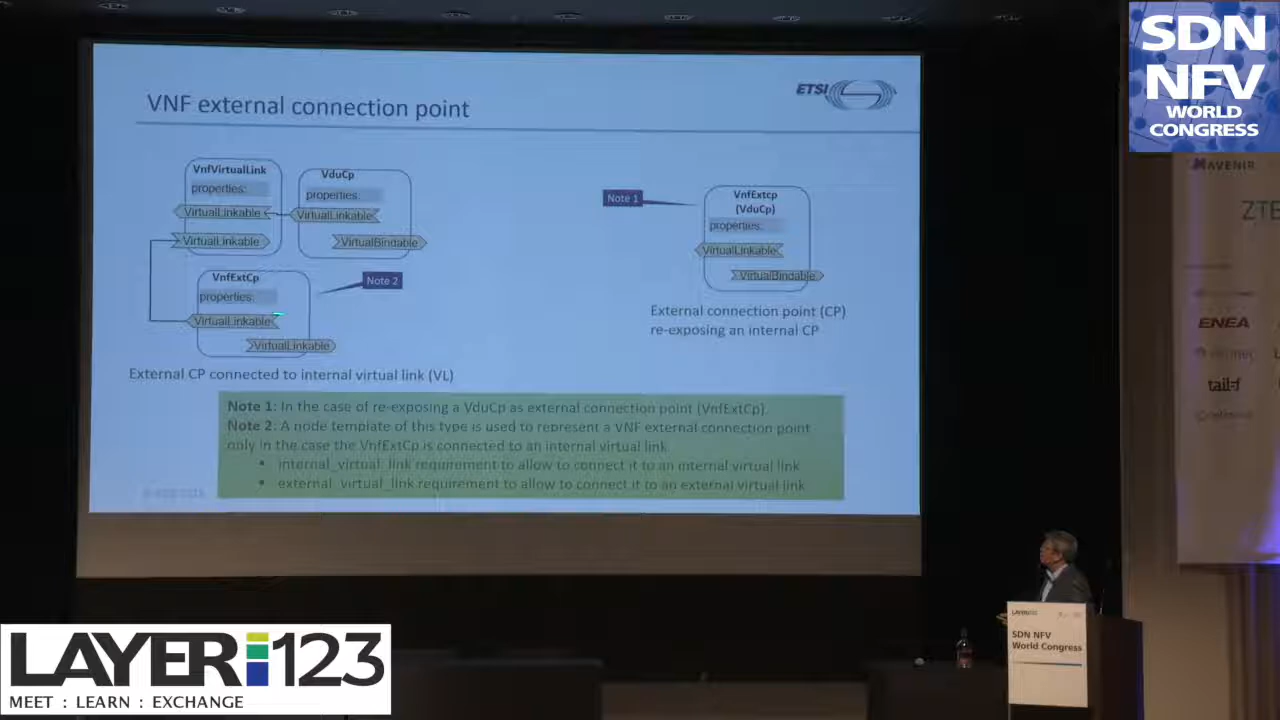 SDN
NFV
WORLD
CONGRESS
ETSI
VNF external connection point
VnfVirtualLink
properties:
VirtualLinkable
VirtualLinkable
VduCp
properties:
VirtualLinkable
VirtualBindable
VnfExtCp
properties:
VirtualLinkable
VirtualLinkable
Note 2
External CP connected to internal virtual link (VL)
Note 1
VnfExtcp
(VduCp)
properties:
VirtualLinkable
VirtualBindable
External connection point (CP)
re-exposing an internal CP
Note 1: In the case of re-exposing a VduCp as external connection point (VnfExtCp).
Note 2: A node template of this type is used to represent a VNF external connection point
only in the case the VnfExtCp is connected to an internal virtual link
• internal_virtual_link requirement to allow to connect it to an internal virtual link
• external_virtual_link requirement to allow to connect it to an external virtual link
MAVENIR
ZTE
ENEA
tail-f
LAYER123
SDN NFV
World Congress
LAYER 123
MEET : LEARN : EXCHANGE